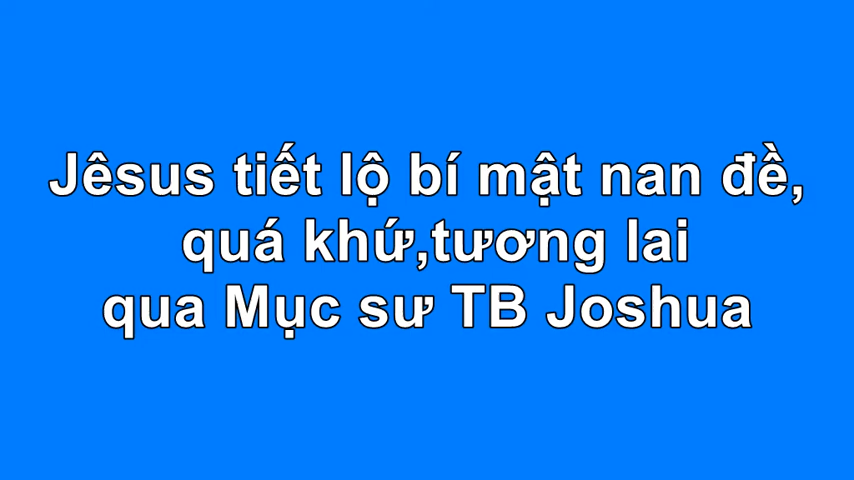 Jêsus tiết lộ bí mật nan đề,
quá khứ,tương lai
qua Mục sư TB Joshua